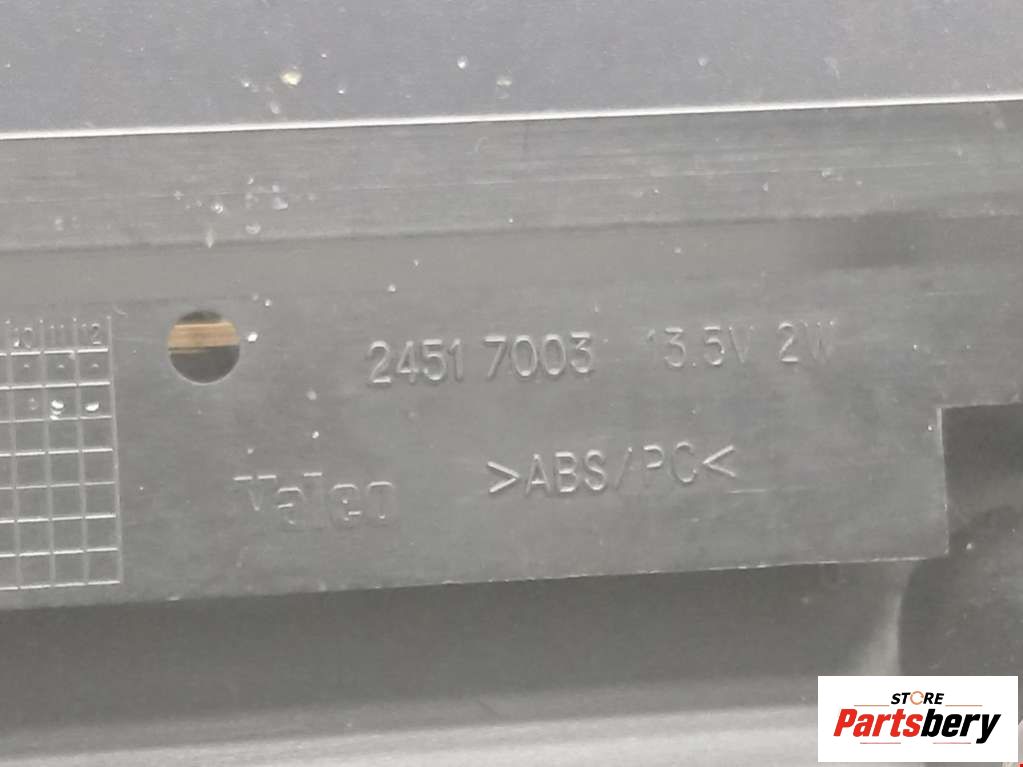 10 11 12
2451 7003 13.5V 2W
Valeo
>ABS/PC<
STORE
Partsbery